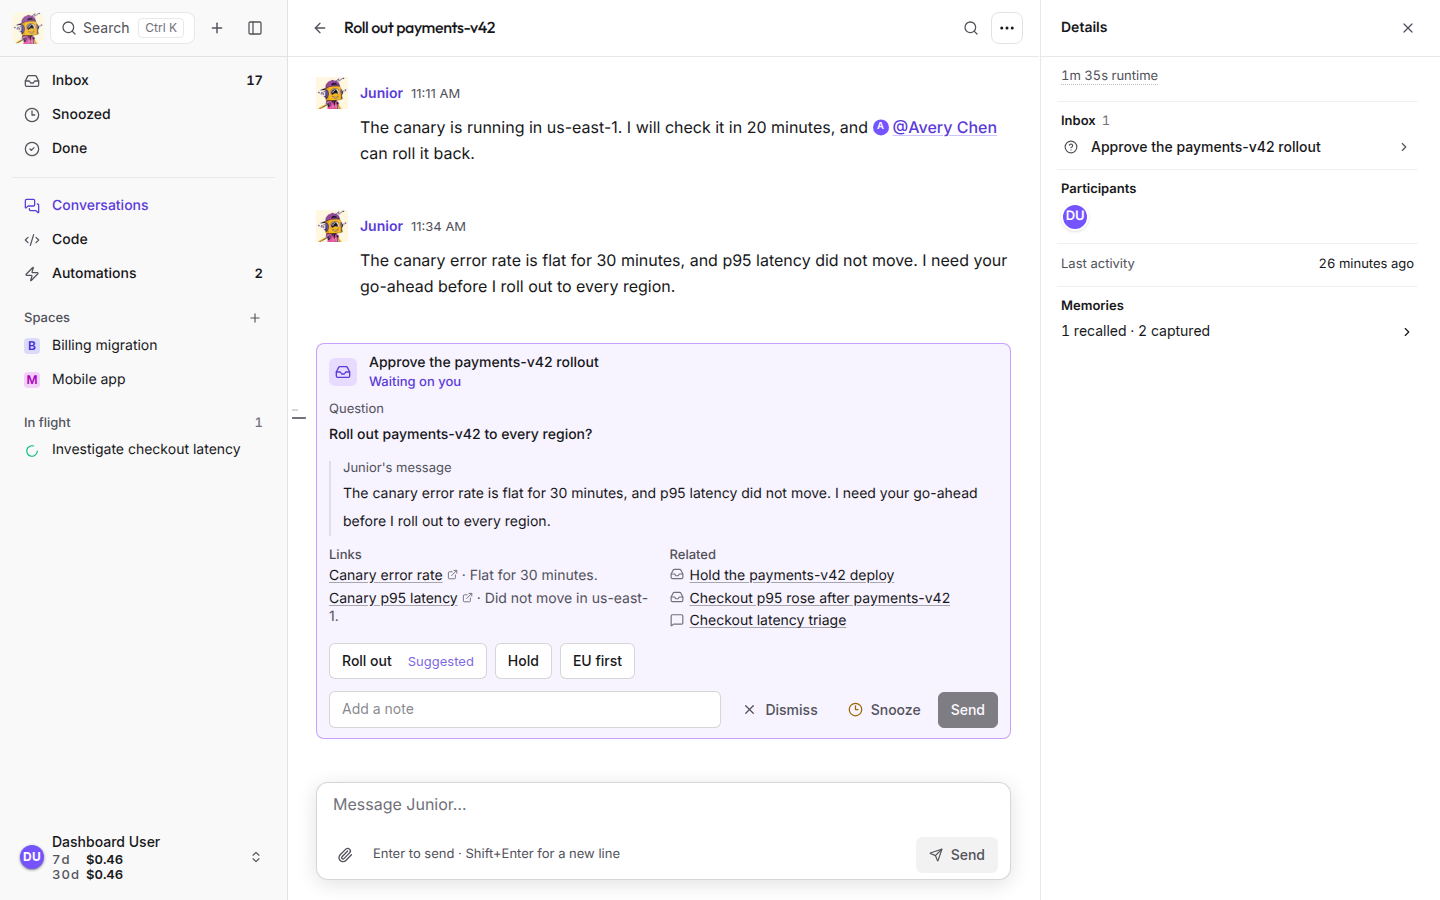 Search Ctrl K
Inbox 17
Snoozed
Done
Conversations
Code
Automations 2
Spaces
B Billing migration
M Mobile app
In flight 1
Investigate checkout latency
DU Dashboard User
7d $0.46
30d $0.46
Roll out payments-v42
Junior 11:11 AM
The canary is running in us-east-1. I will check it in 20 minutes, and A @Avery Chen
can roll it back.
Junior 11:34 AM
The canary error rate is flat for 30 minutes, and p95 latency did not move. I need your
go-ahead before I roll out to every region.
Approve the payments-v42 rollout
Waiting on you
Question
Roll out payments-v42 to every region?
Junior's message
The canary error rate is flat for 30 minutes, and p95 latency did not move. I need your go-ahead
before I roll out to every region.
Links
Canary error rate · Flat for 30 minutes.
Canary p95 latency · Did not move in us-east-
1.
Related
Hold the payments-v42 deploy
Checkout p95 rose after payments-v42
Checkout latency triage
Roll out Suggested Hold EU first
Add a note Dismiss Snooze Send
Message Junior...
Enter to send · Shift+Enter for a new line Send
Details
1m 35s runtime
Inbox 1
Approve the payments-v42 rollout
Participants
DU
Last activity 26 minutes ago
Memories
1 recalled · 2 captured